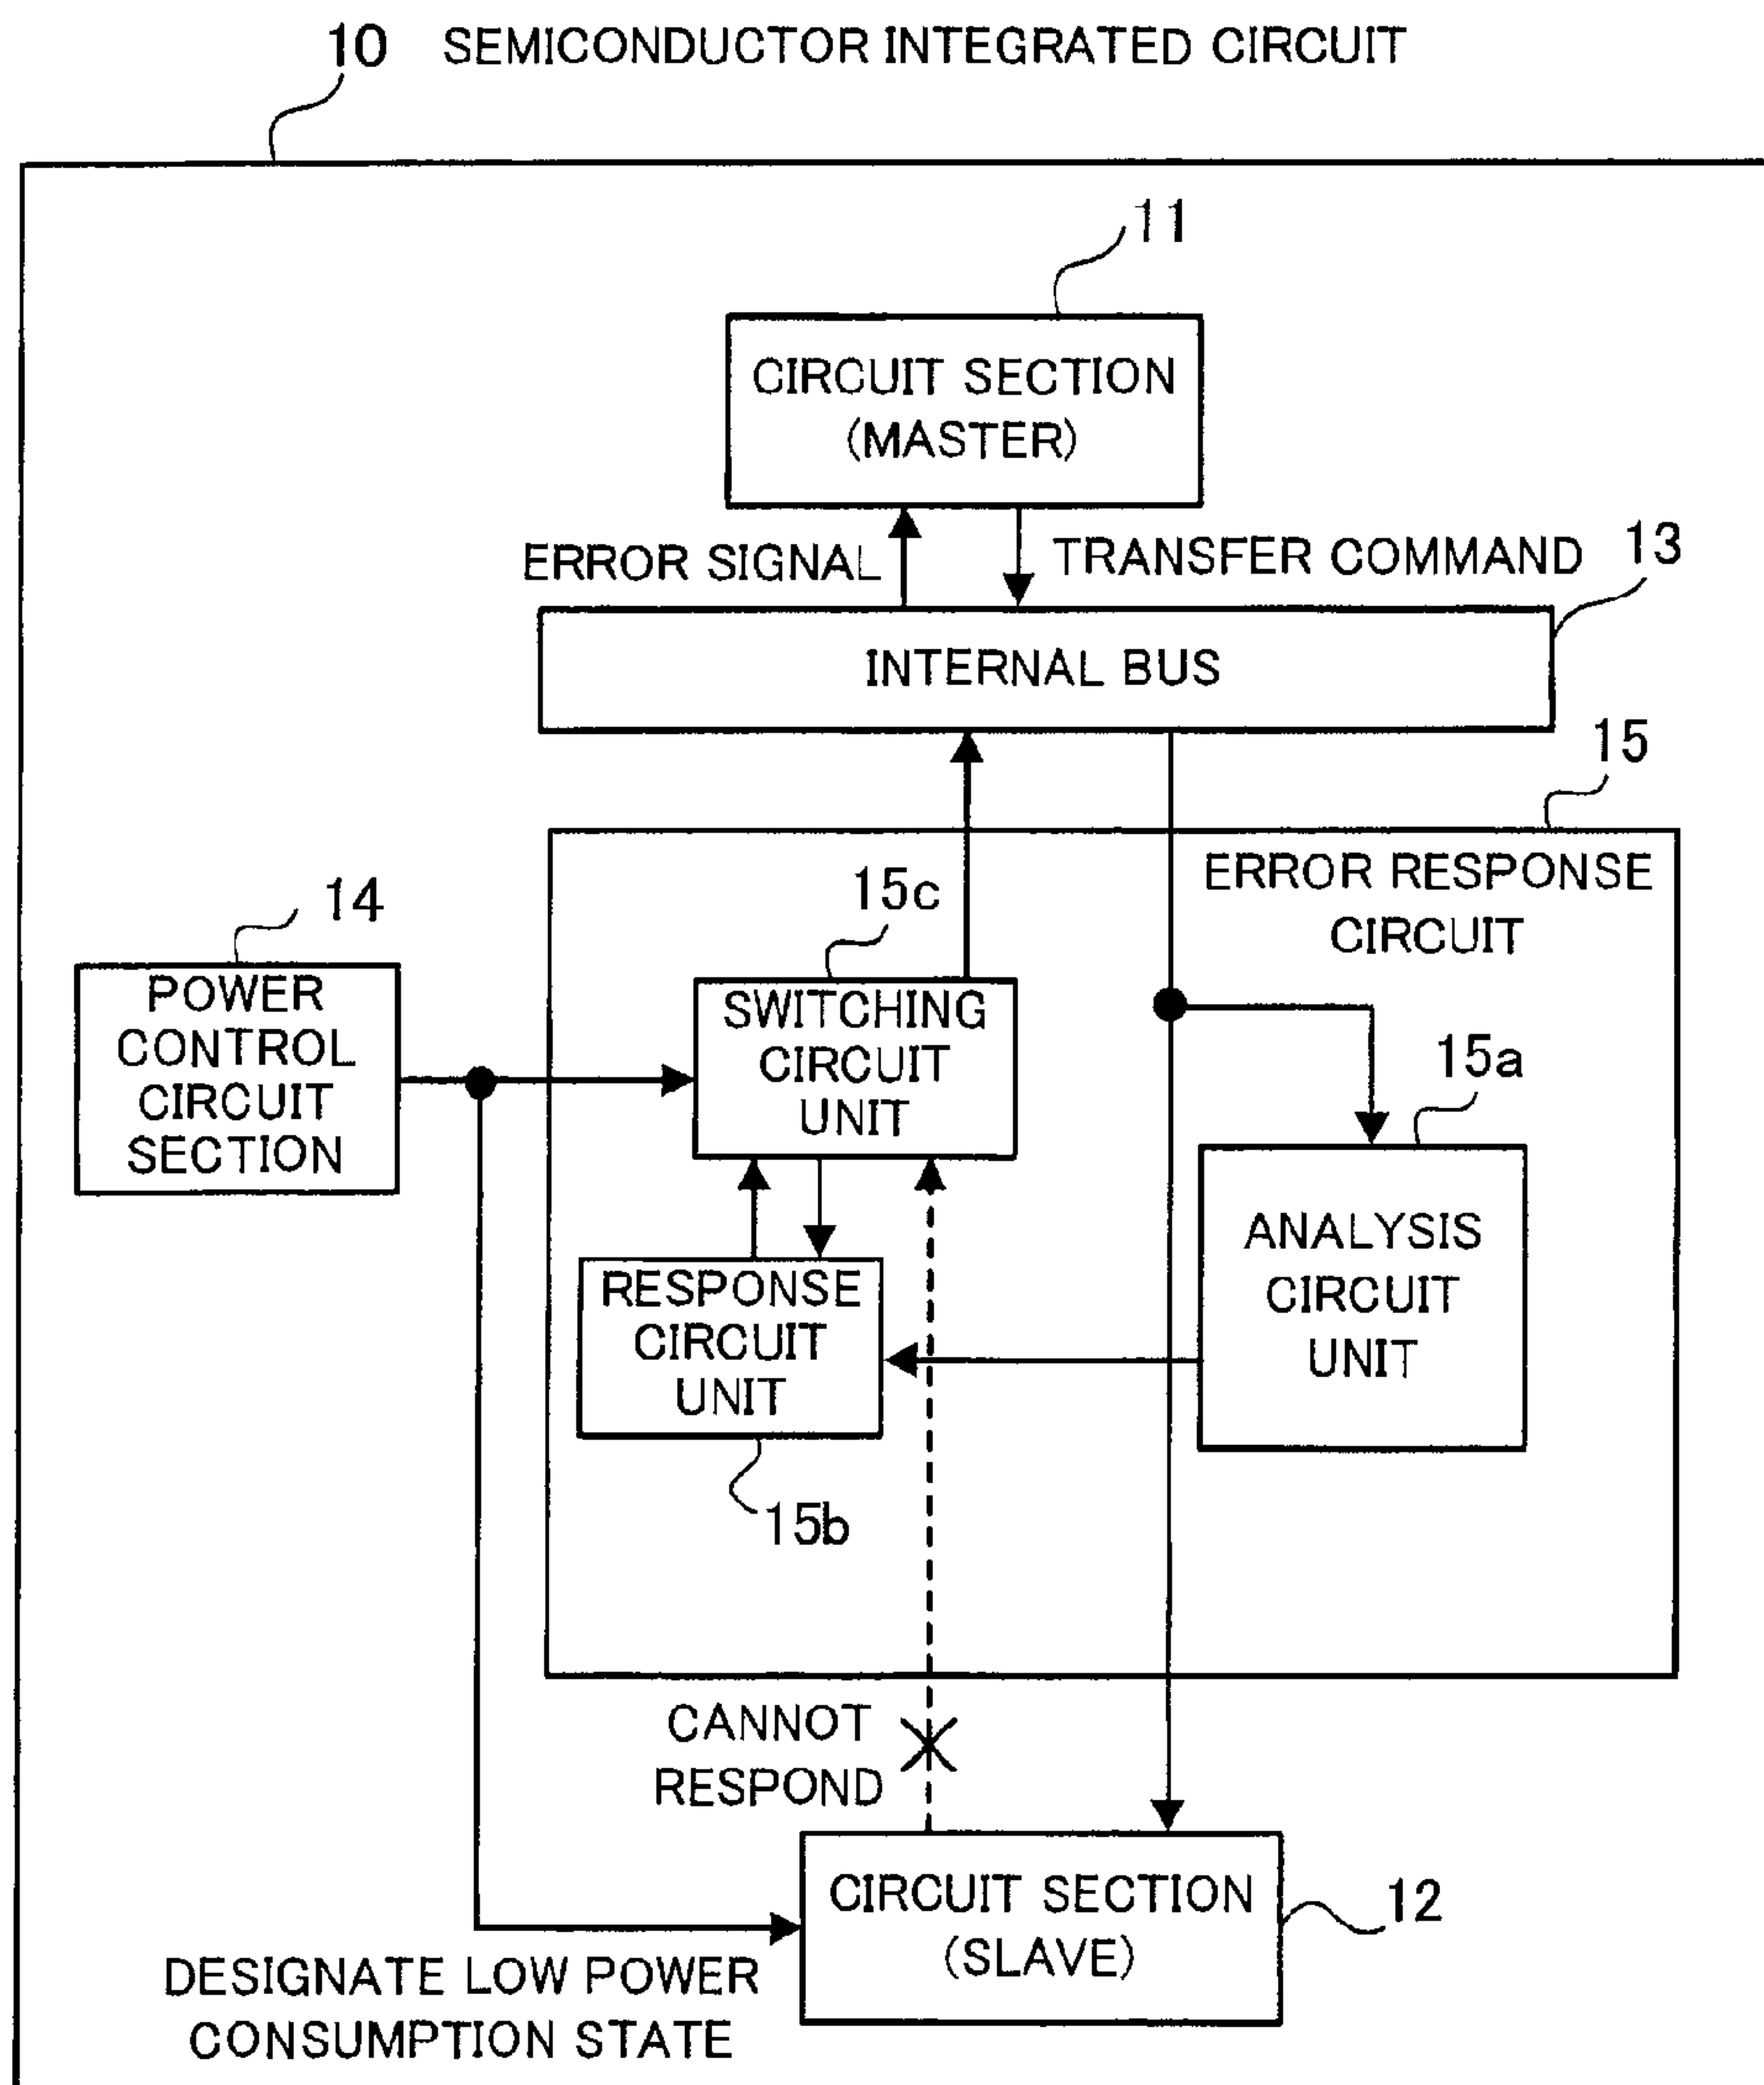 10 SEMICONDUCTOR INTEGRATED CIRCUIT
11
CIRCUIT SECTION
(MASTER)
ERROR SIGNAL
TRANSFER COMMAND
13
INTERNAL BUS
15
ERROR RESPONSE
CIRCUIT
14
POWER
CONTROL
CIRCUIT
SECTION
15c
SWITCHING
CIRCUIT
UNIT
15a
ANALYSIS
CIRCUIT
UNIT
RESPONSE
CIRCUIT
UNIT
15b
CANNOT
RESPOND
CIRCUIT SECTION
(SLAVE)
12
DESIGNATE LOW POWER
CONSUMPTION STATE